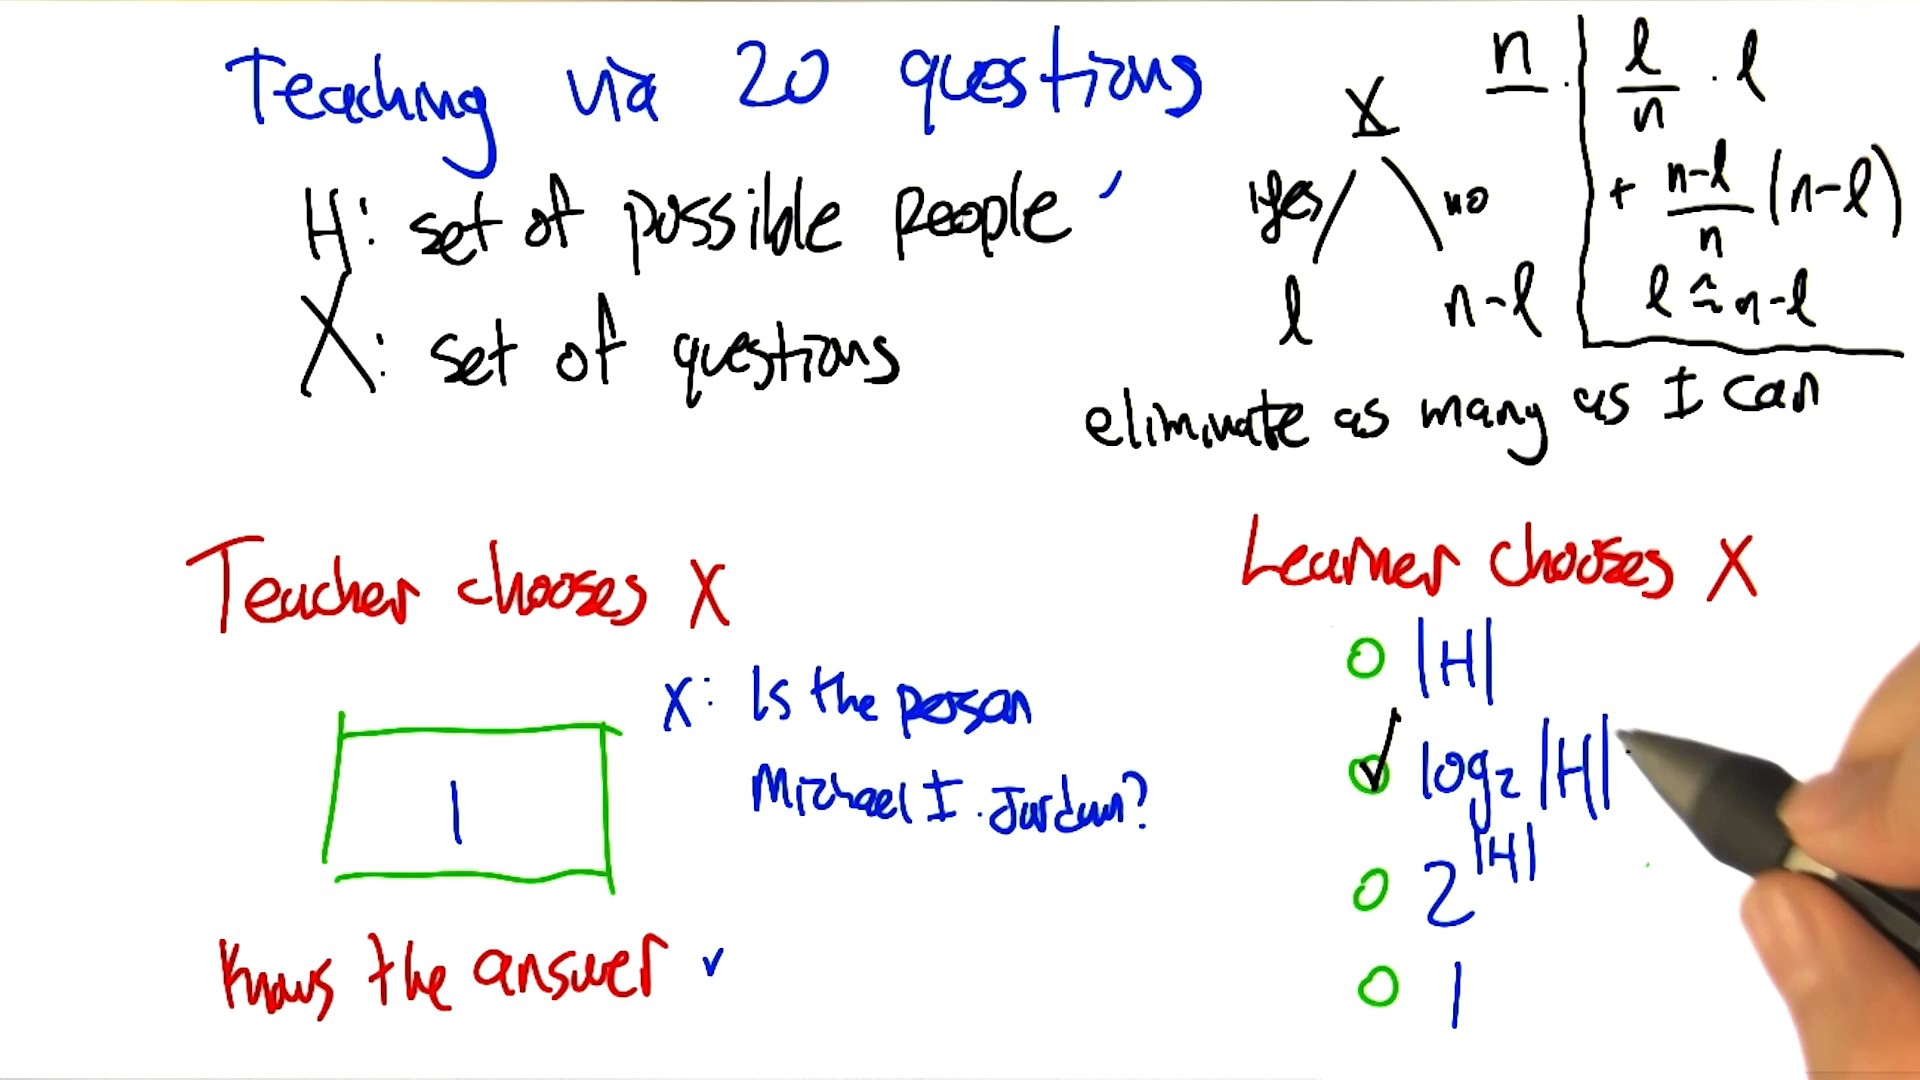 Teaching via 20 questions
H: set of possible people
X: set of questions
X
yes
no
l
n-l
n
l/n · l
+ n-l/n (n-l)
l ≈ n-l
eliminate as many as I can
Teacher chooses X
1
X: Is the person
Michael I. Jordan?
Knows the answer
Learner chooses X
|H|
log₂ |H|
2^|H|
1